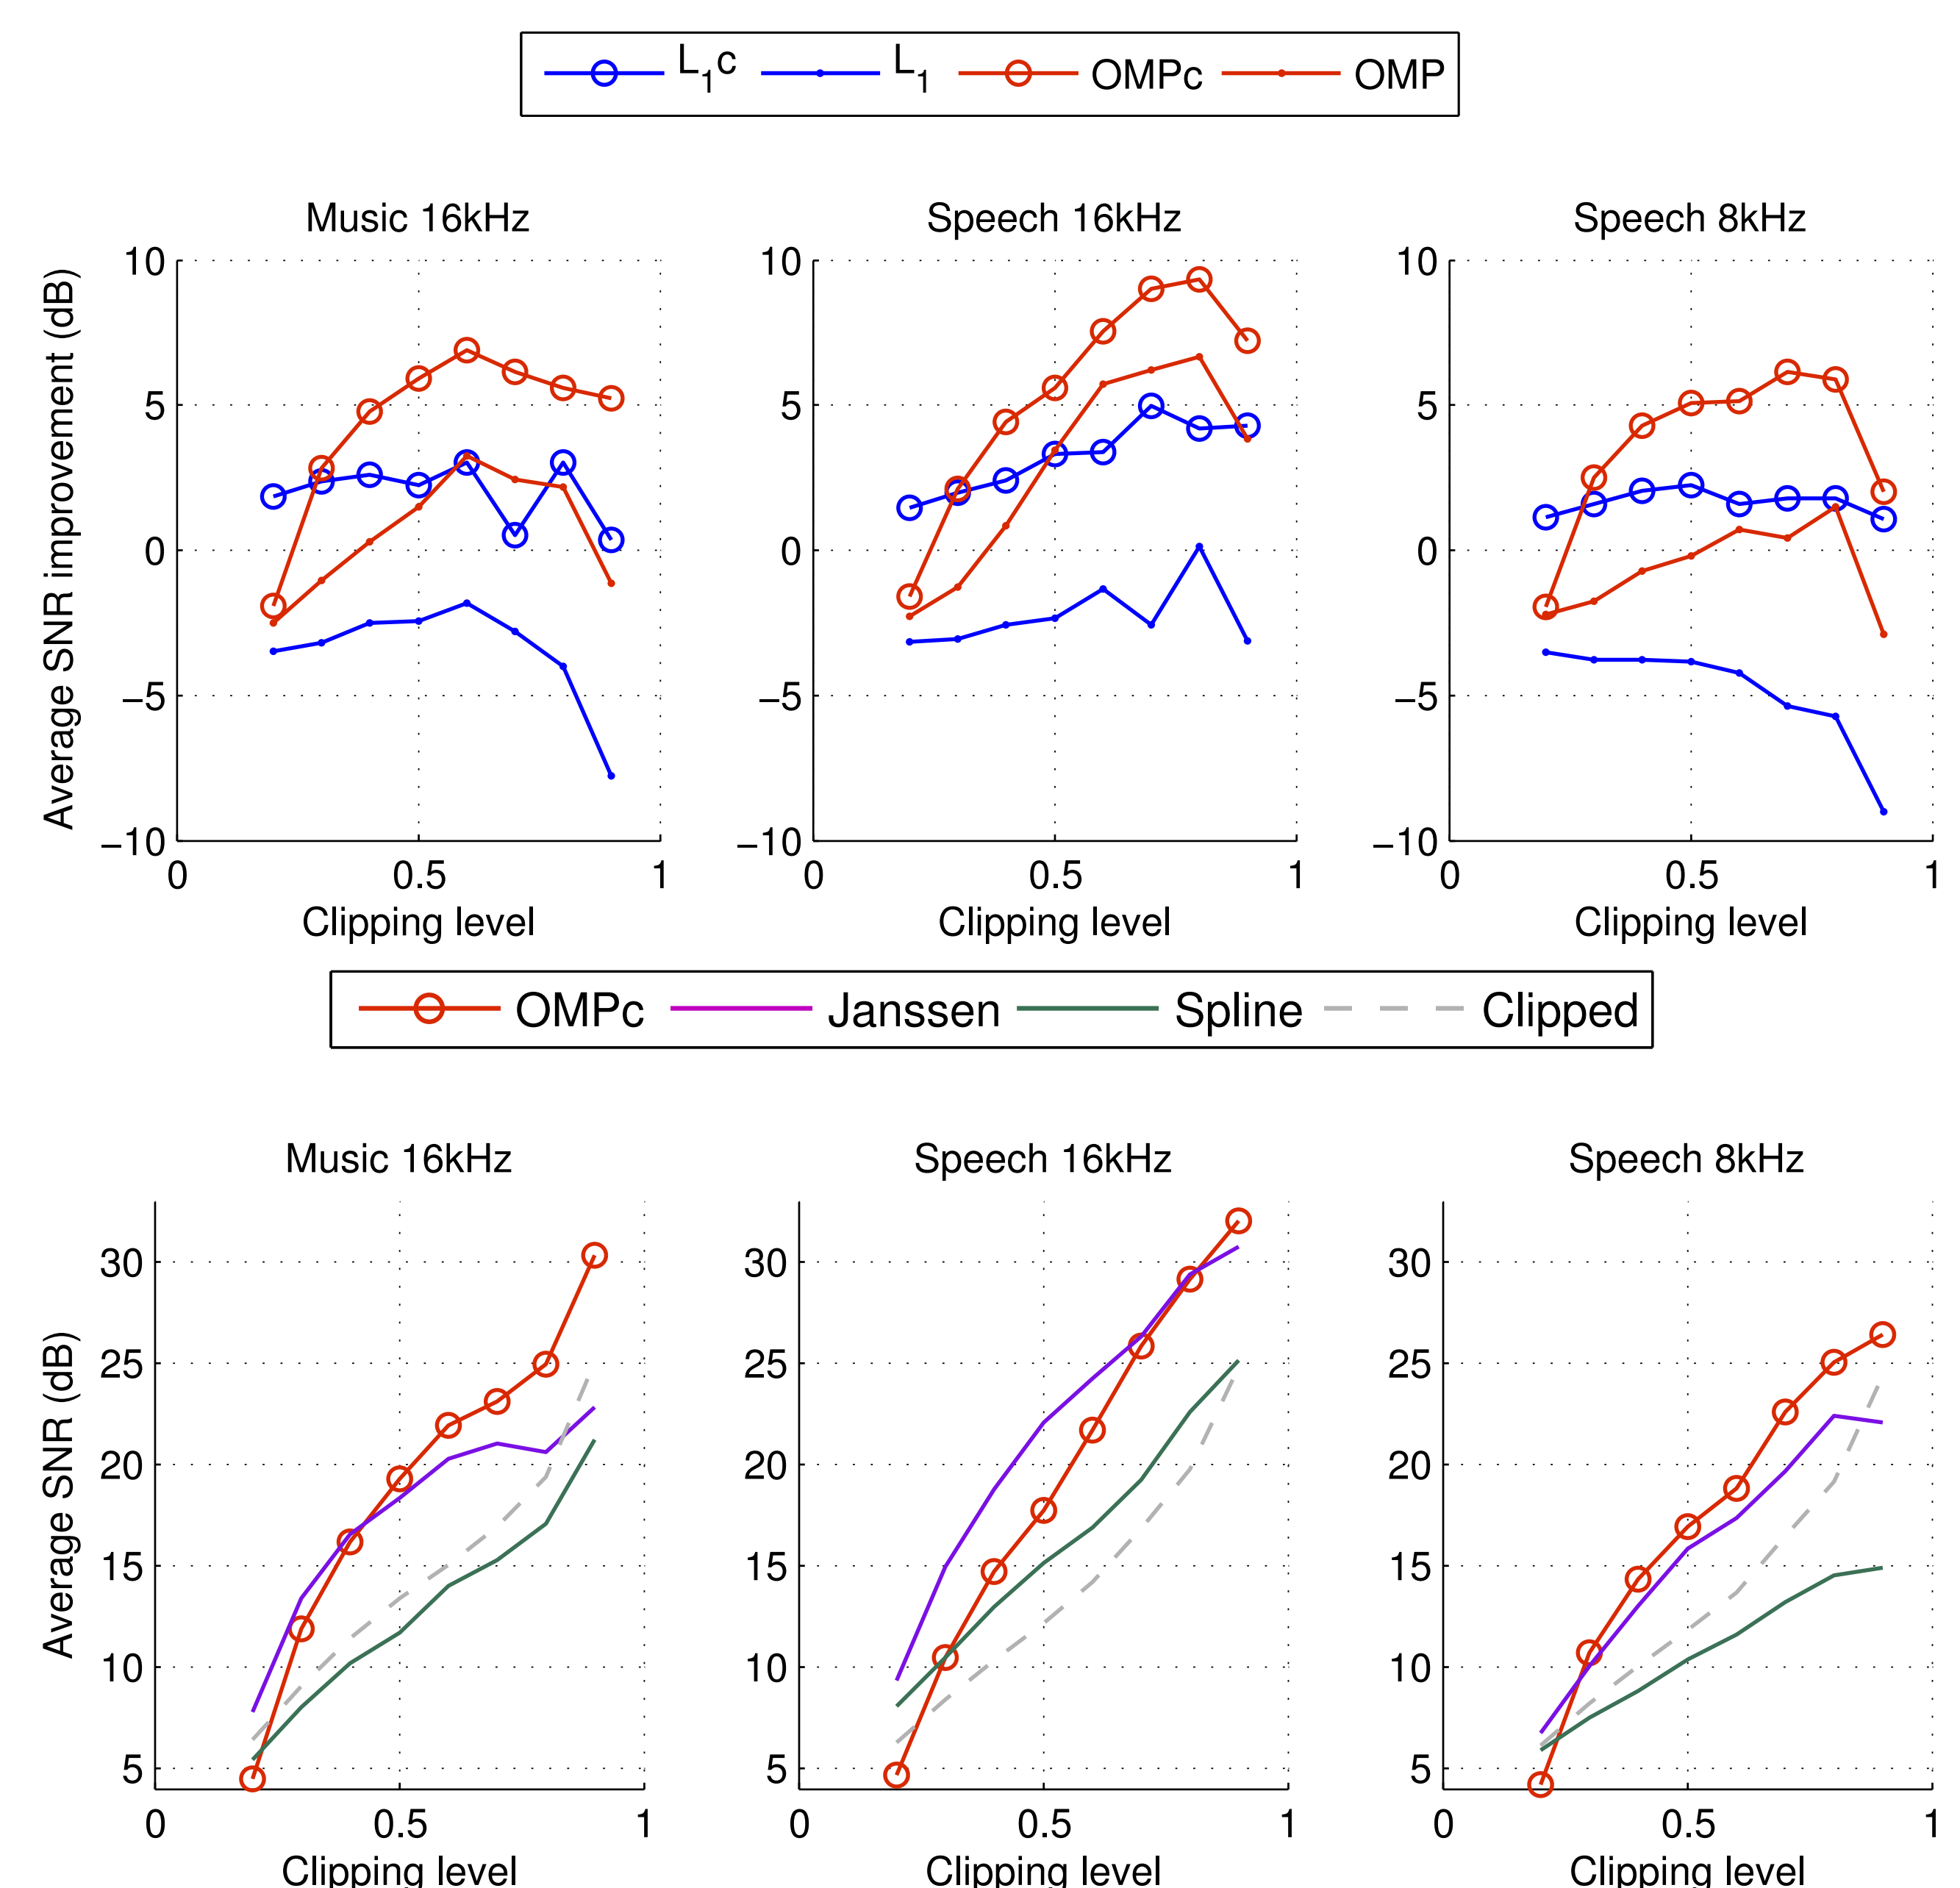 L1c L1 OMPc OMP
Music 16kHz Speech 16kHz Speech 8kHz
Average SNR improvement (dB)
10 10 10
5 5 5
0 0 0
−5 −5 −5
−10 −10 −10
0 0.5 1 0 0.5 1 0 0.5 1
Clipping level Clipping level Clipping level
OMPc Janssen Spline Clipped
Music 16kHz Speech 16kHz Speech 8kHz
Average SNR (dB)
30 30 30
25 25 25
20 20 20
15 15 15
10 10 10
5 5 5
0 0.5 1 0 0.5 1 0 0.5 1
Clipping level Clipping level Clipping level